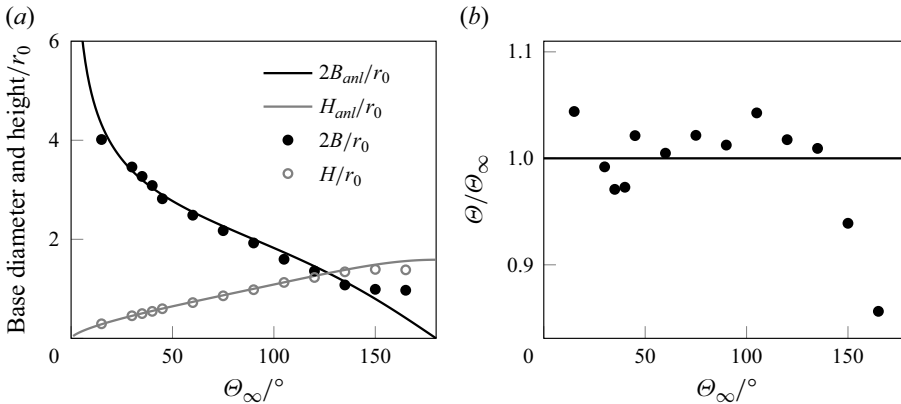 (a)
Base diameter and height/r0
6
4
2
0
50
100
150
Θ∞/°
2Banl/r0
Hanl/r0
2B/r0
H/r0
(b)
Θ/Θ∞
1.1
1.0
0.9
0
50
100
150
Θ∞/°